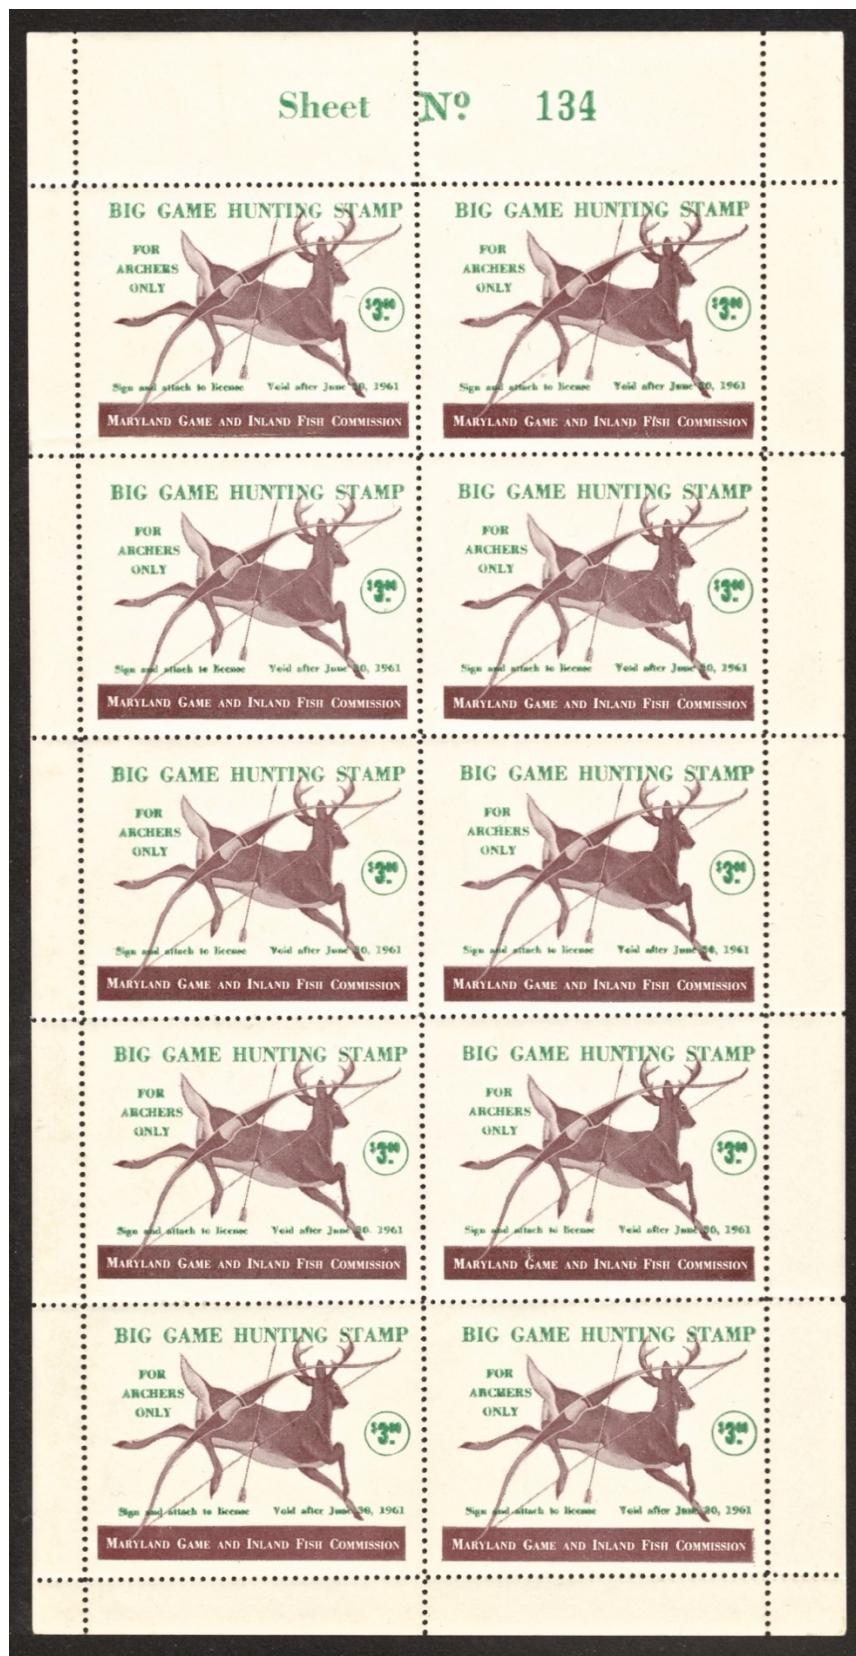 Sheet Nº 134
BIG GAME HUNTING STAMP
FOR
ARCHERS
ONLY
$3.00
Sign and attach to license Void after June 30, 1961
MARYLAND GAME AND INLAND FISH COMMISSION
BIG GAME HUNTING STAMP
FOR
ARCHERS
ONLY
$3.00
Sign and attach to license Void after June 30, 1961
MARYLAND GAME AND INLAND FISH COMMISSION
BIG GAME HUNTING STAMP
FOR
ARCHERS
ONLY
$3.00
Sign and attach to license Void after June 30, 1961
MARYLAND GAME AND INLAND FISH COMMISSION
BIG GAME HUNTING STAMP
FOR
ARCHERS
ONLY
$3.00
Sign and attach to license Void after June 30, 1961
MARYLAND GAME AND INLAND FISH COMMISSION
BIG GAME HUNTING STAMP
FOR
ARCHERS
ONLY
$3.00
Sign and attach to license Void after June 30, 1961
MARYLAND GAME AND INLAND FISH COMMISSION
BIG GAME HUNTING STAMP
FOR
ARCHERS
ONLY
$3.00
Sign and attach to license Void after June 30, 1961
MARYLAND GAME AND INLAND FISH COMMISSION
BIG GAME HUNTING STAMP
FOR
ARCHERS
ONLY
$3.00
Sign and attach to license Void after June 30, 1961
MARYLAND GAME AND INLAND FISH COMMISSION
BIG GAME HUNTING STAMP
FOR
ARCHERS
ONLY
$3.00
Sign and attach to license Void after June 30, 1961
MARYLAND GAME AND INLAND FISH COMMISSION
BIG GAME HUNTING STAMP
FOR
ARCHERS
ONLY
$3.00
Sign and attach to license Void after June 30, 1961
MARYLAND GAME AND INLAND FISH COMMISSION
BIG GAME HUNTING STAMP
FOR
ARCHERS
ONLY
$3.00
Sign and attach to license Void after June 30, 1961
MARYLAND GAME AND INLAND FISH COMMISSION